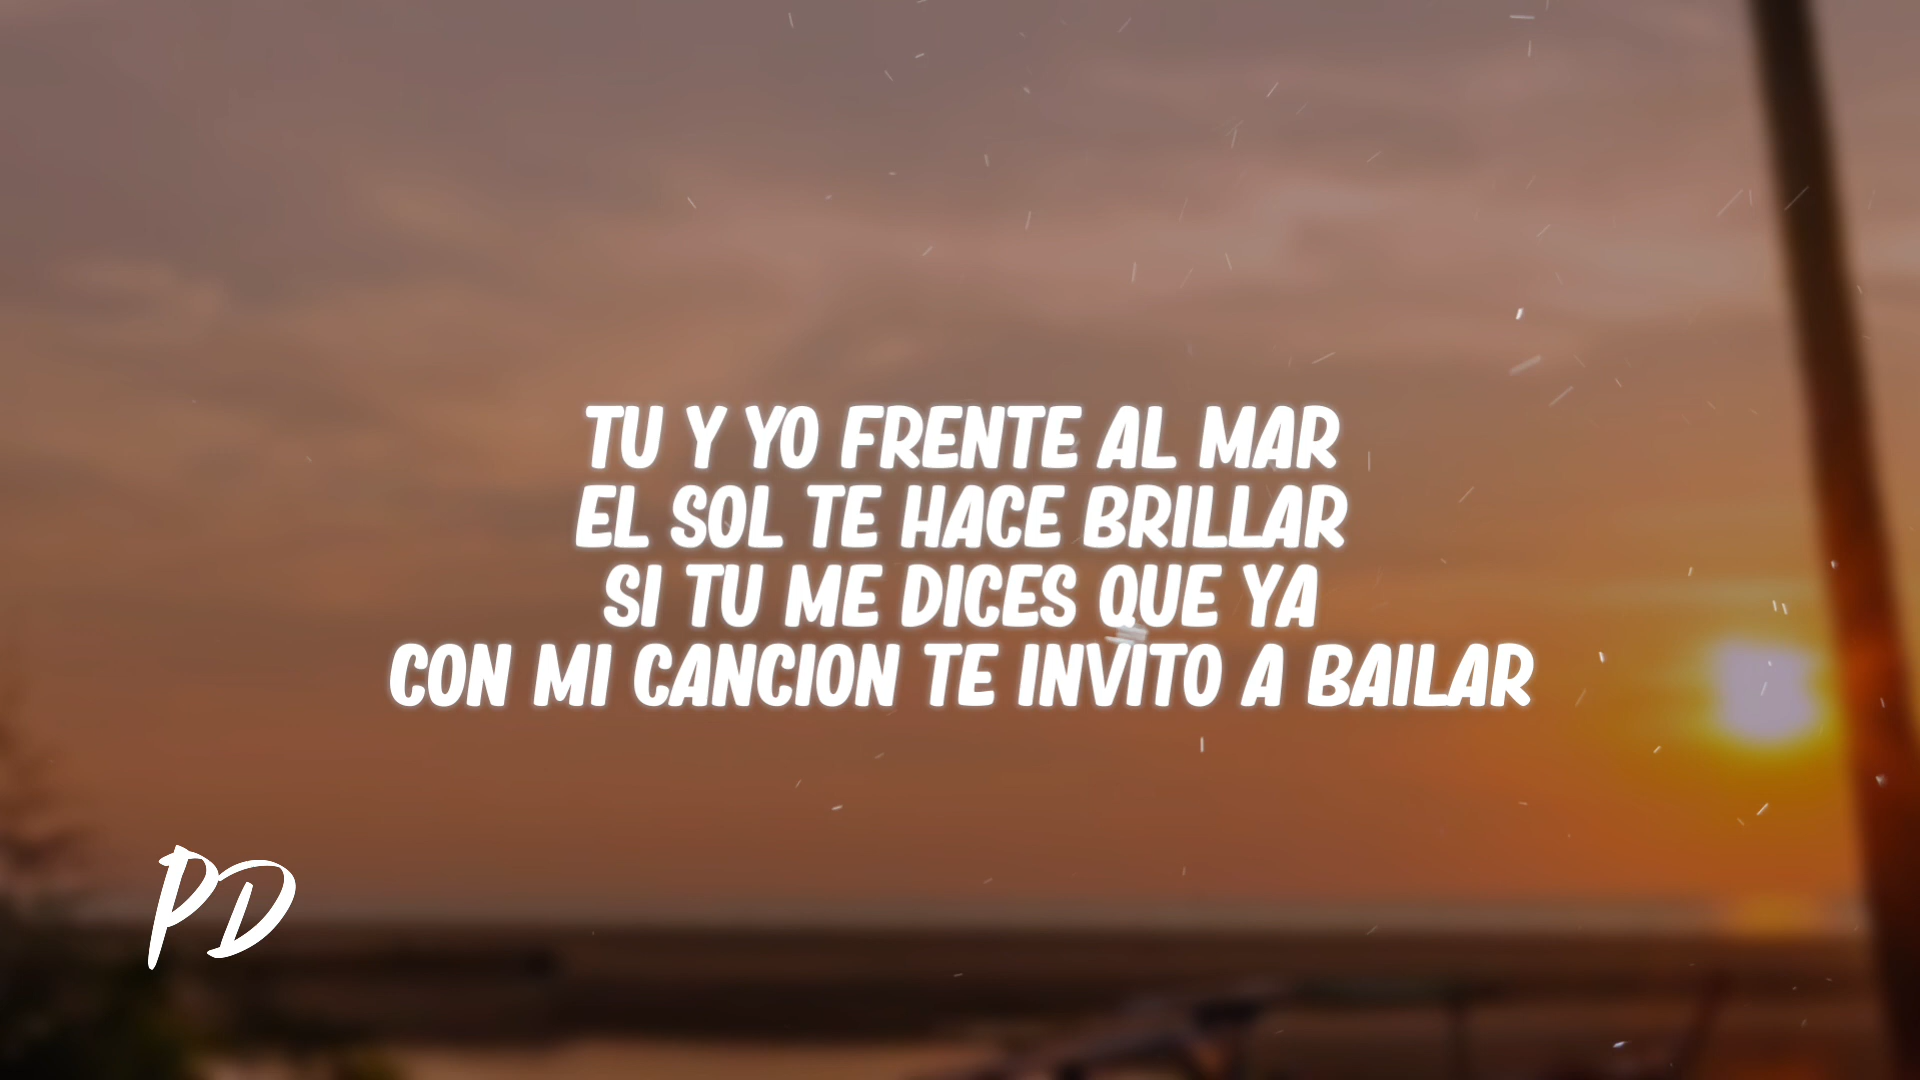 TU Y YO FRENTE AL MAR
EL SOL TE HACE BRILLAR
SI TU ME DICES QUE YA
CON MI CANCION TE INVITO A BAILAR
PD